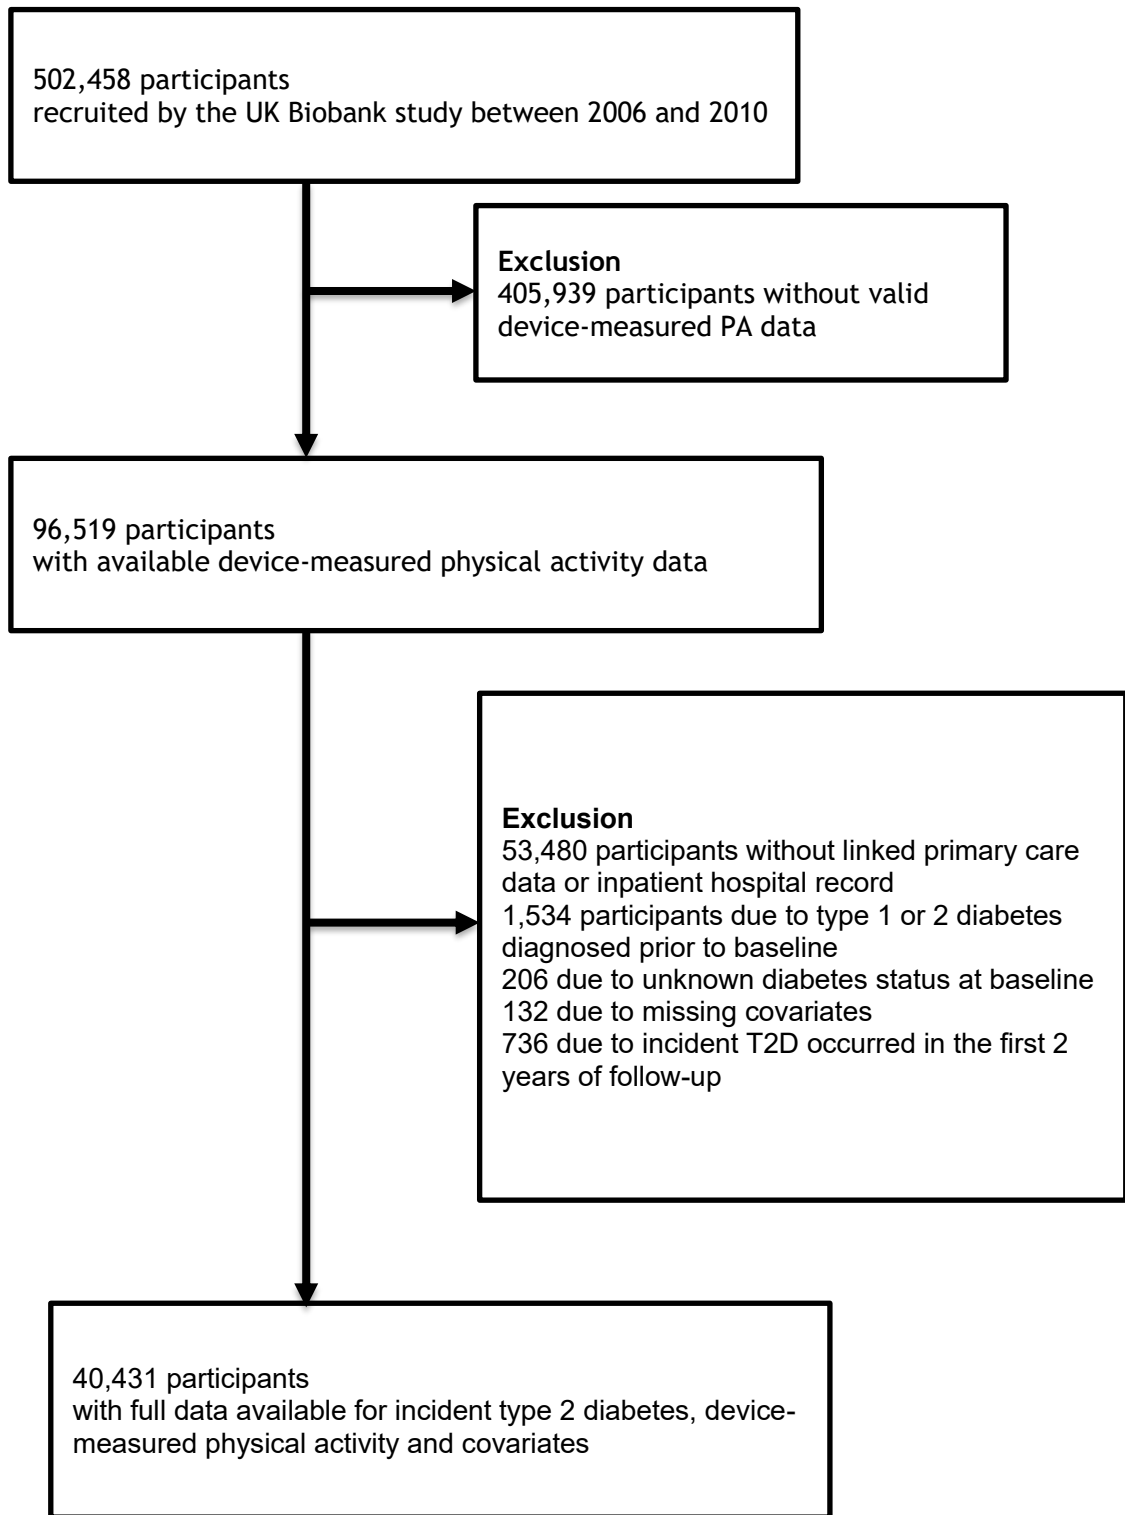 502,458 participants
recruited by the UK Biobank study between 2006 and 2010
Exclusion
405,939 participants without valid
device-measured PA data
96,519 participants
with available device-measured physical activity data
Exclusion
53,480 participants without linked primary care
data or inpatient hospital record
1,534 participants due to type 1 or 2 diabetes
diagnosed prior to baseline
206 due to unknown diabetes status at baseline
132 due to missing covariates
736 due to incident T2D occurred in the first 2
years of follow-up
40,431 participants
with full data available for incident type 2 diabetes, device-
measured physical activity and covariates